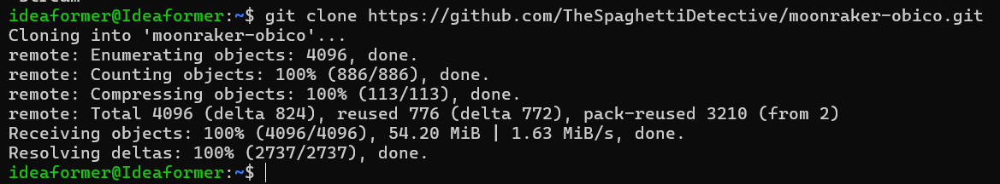 ideaformer@Ideaformer:~$ git clone https://github.com/TheSpaghettiDetective/moonraker-obico.git
Cloning into 'moonraker-obico'...
remote: Enumerating objects: 4096, done.
remote: Counting objects: 100% (886/886), done.
remote: Compressing objects: 100% (113/113), done.
remote: Total 4096 (delta 824), reused 776 (delta 772), pack-reused 3210 (from 2)
Receiving objects: 100% (4096/4096), 54.20 MiB | 1.63 MiB/s, done.
Resolving deltas: 100% (2737/2737), done.
ideaformer@Ideaformer:~$